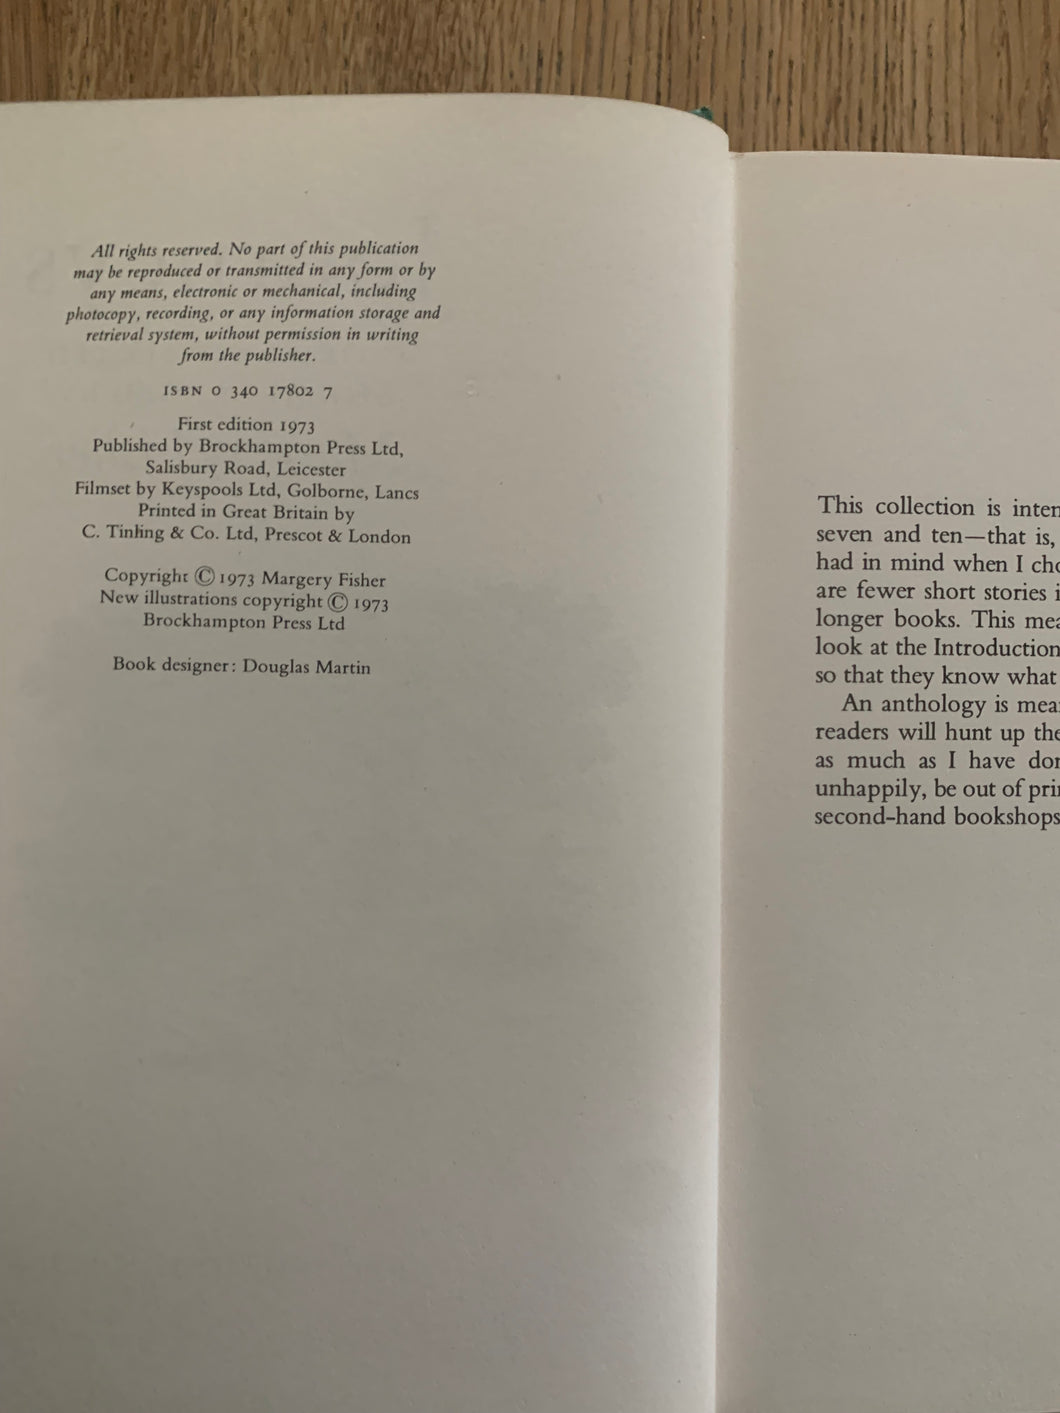 All rights reserved. No part of this publication
may be reproduced or transmitted in any form or by
any means, electronic or mechanical, including
photocopy, recording, or any information storage and
retrieval system, without permission in writing
from the publisher.
ISBN 0 340 17802 7
First edition 1973
Published by Brockhampton Press Ltd,
Salisbury Road, Leicester
Filmset by Keyspools Ltd, Golborne, Lancs
Printed in Great Britain by
C. Tinling & Co. Ltd, Prescot & London
Copyright © 1973 Margery Fisher
New illustrations copyright © 1973
Brockhampton Press Ltd
Book designer: Douglas Martin
This collection is
seven and ten—that is,
had in mind when I
are fewer short stories
longer books. This
look at the Introduction
so that they know what
An anthology is
readers will hunt up
as much as I have
unhappily, be out of
second-hand bookshops